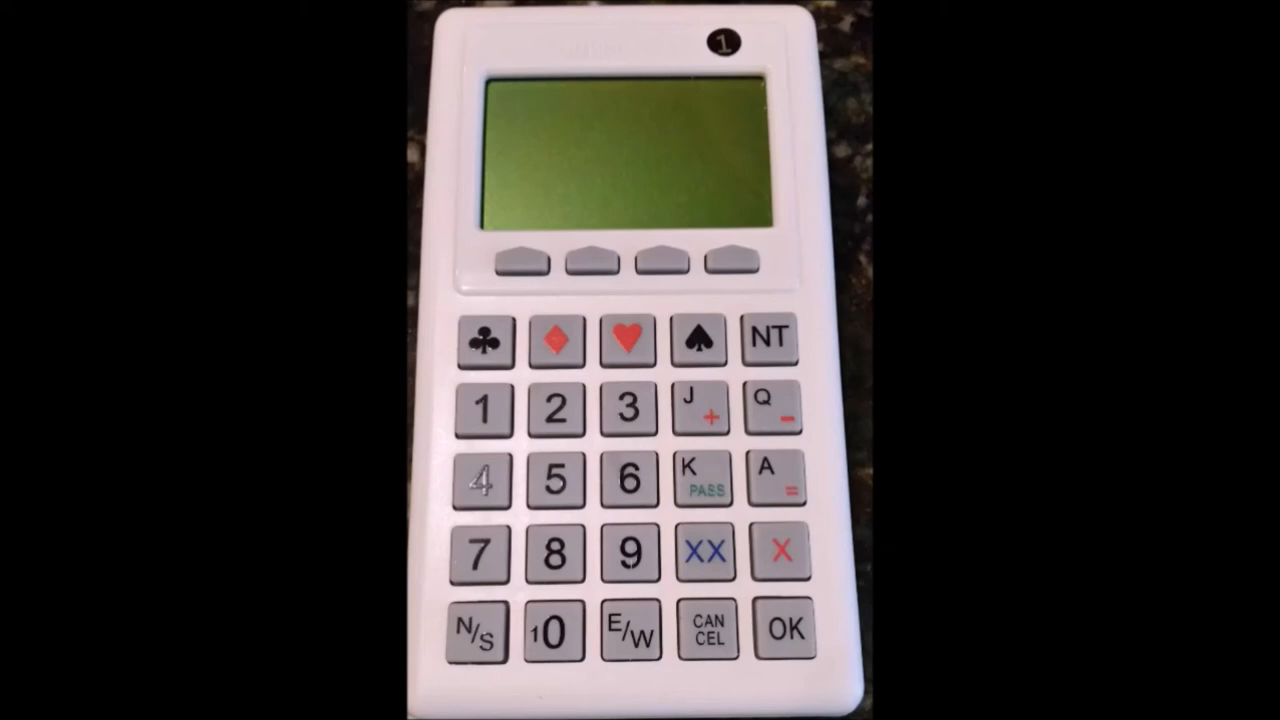 1
♣ ♦ ♥ ♠ NT
1 2 3 J + Q -
4 5 6 K PASS A =
7 8 9 XX X
N/S 10 E/W CAN CEL OK